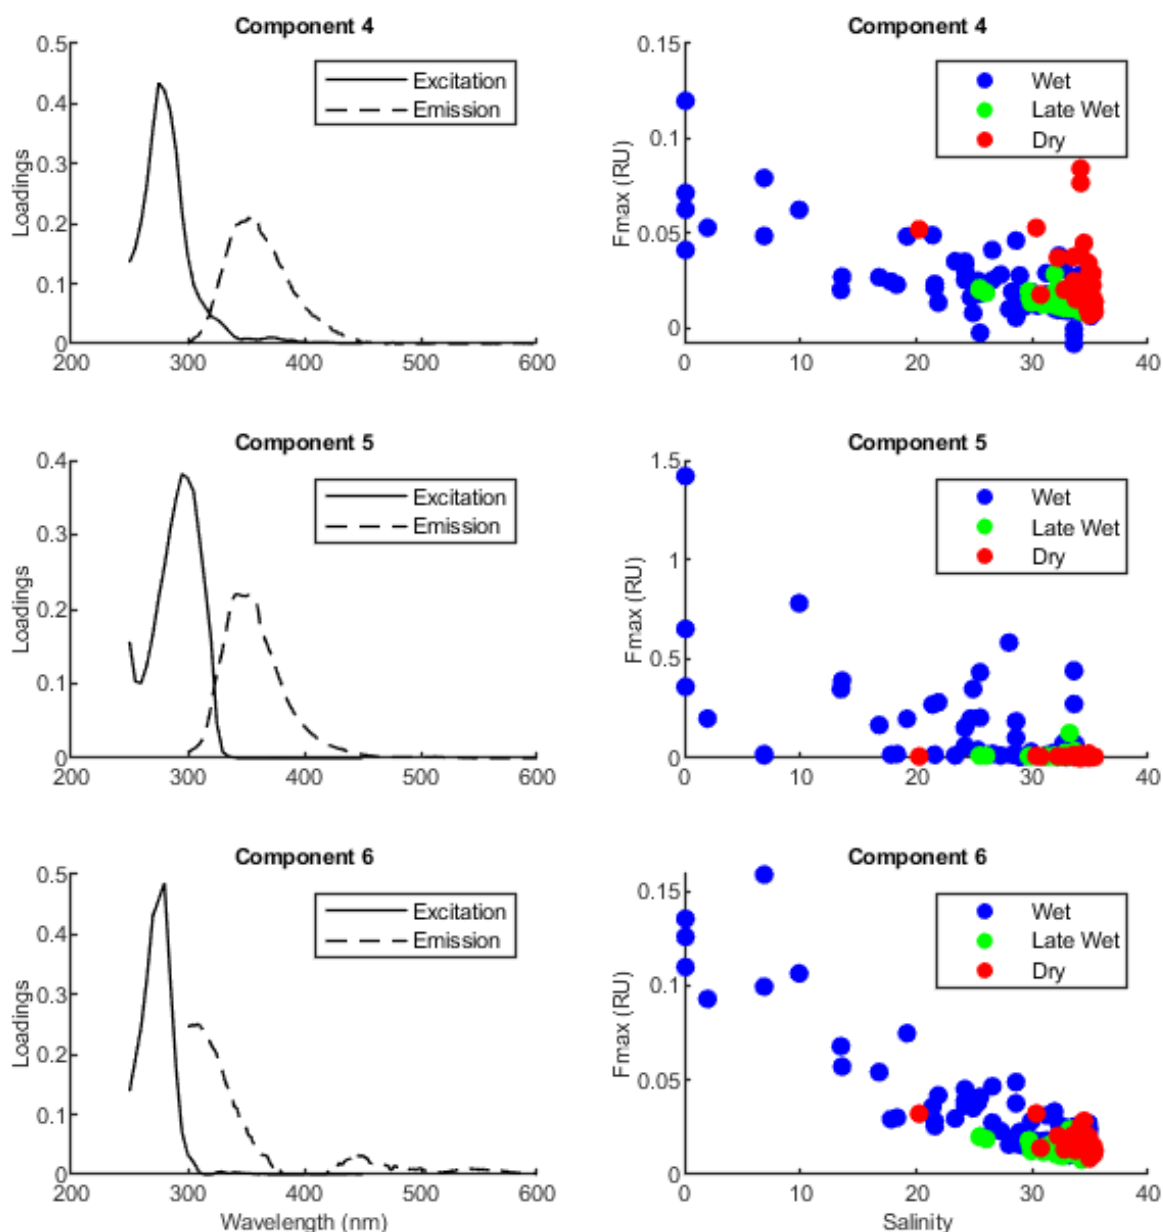 Component 4
0.5
0.4
0.3
0.2
0.1
0
Loadings
200 300 400 500 600
Excitation
Emission
Component 4
0.15
0.1
0.05
0
Fmax (RU)
0 10 20 30 40
Wet
Late Wet
Dry
Component 5
0.4
0.3
0.2
0.1
0
Loadings
200 300 400 500 600
Excitation
Emission
Component 5
1.5
1
0.5
0
Fmax (RU)
0 10 20 30 40
Wet
Late Wet
Dry
Component 6
0.5
0.4
0.3
0.2
0.1
0
Loadings
200 300 400 500 600
Wavelength (nm)
Excitation
Emission
Component 6
0.15
0.1
0.05
0
Fmax (RU)
0 10 20 30 40
Salinity
Wet
Late Wet
Dry